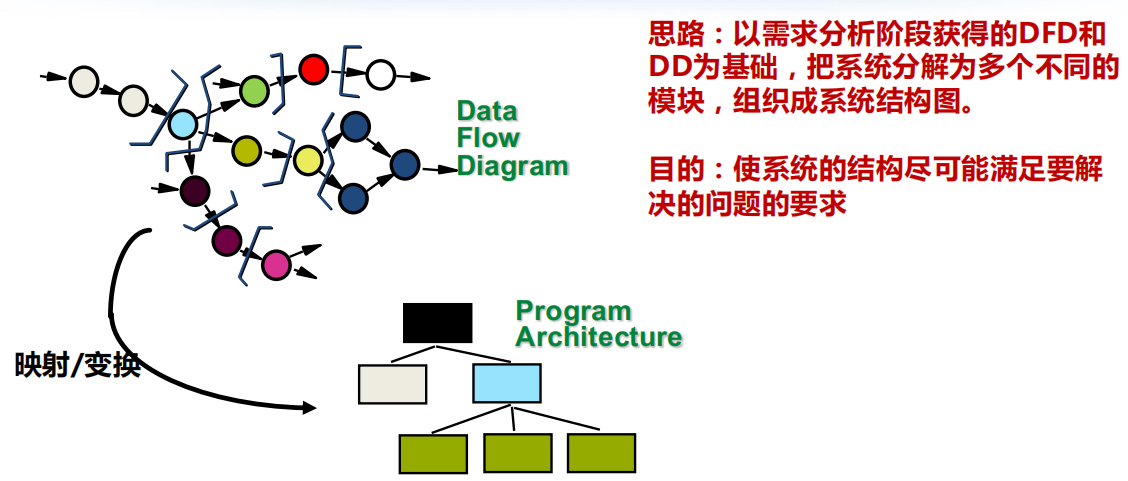 思路：以需求分析阶段获得的DFD和
DD为基础，把系统分解为多个不同的
模块，组织成系统结构图。
目的：使系统的结构尽可能满足要解
决的问题的要求
Data
Flow
Diagram
Program
Architecture
映射/变换